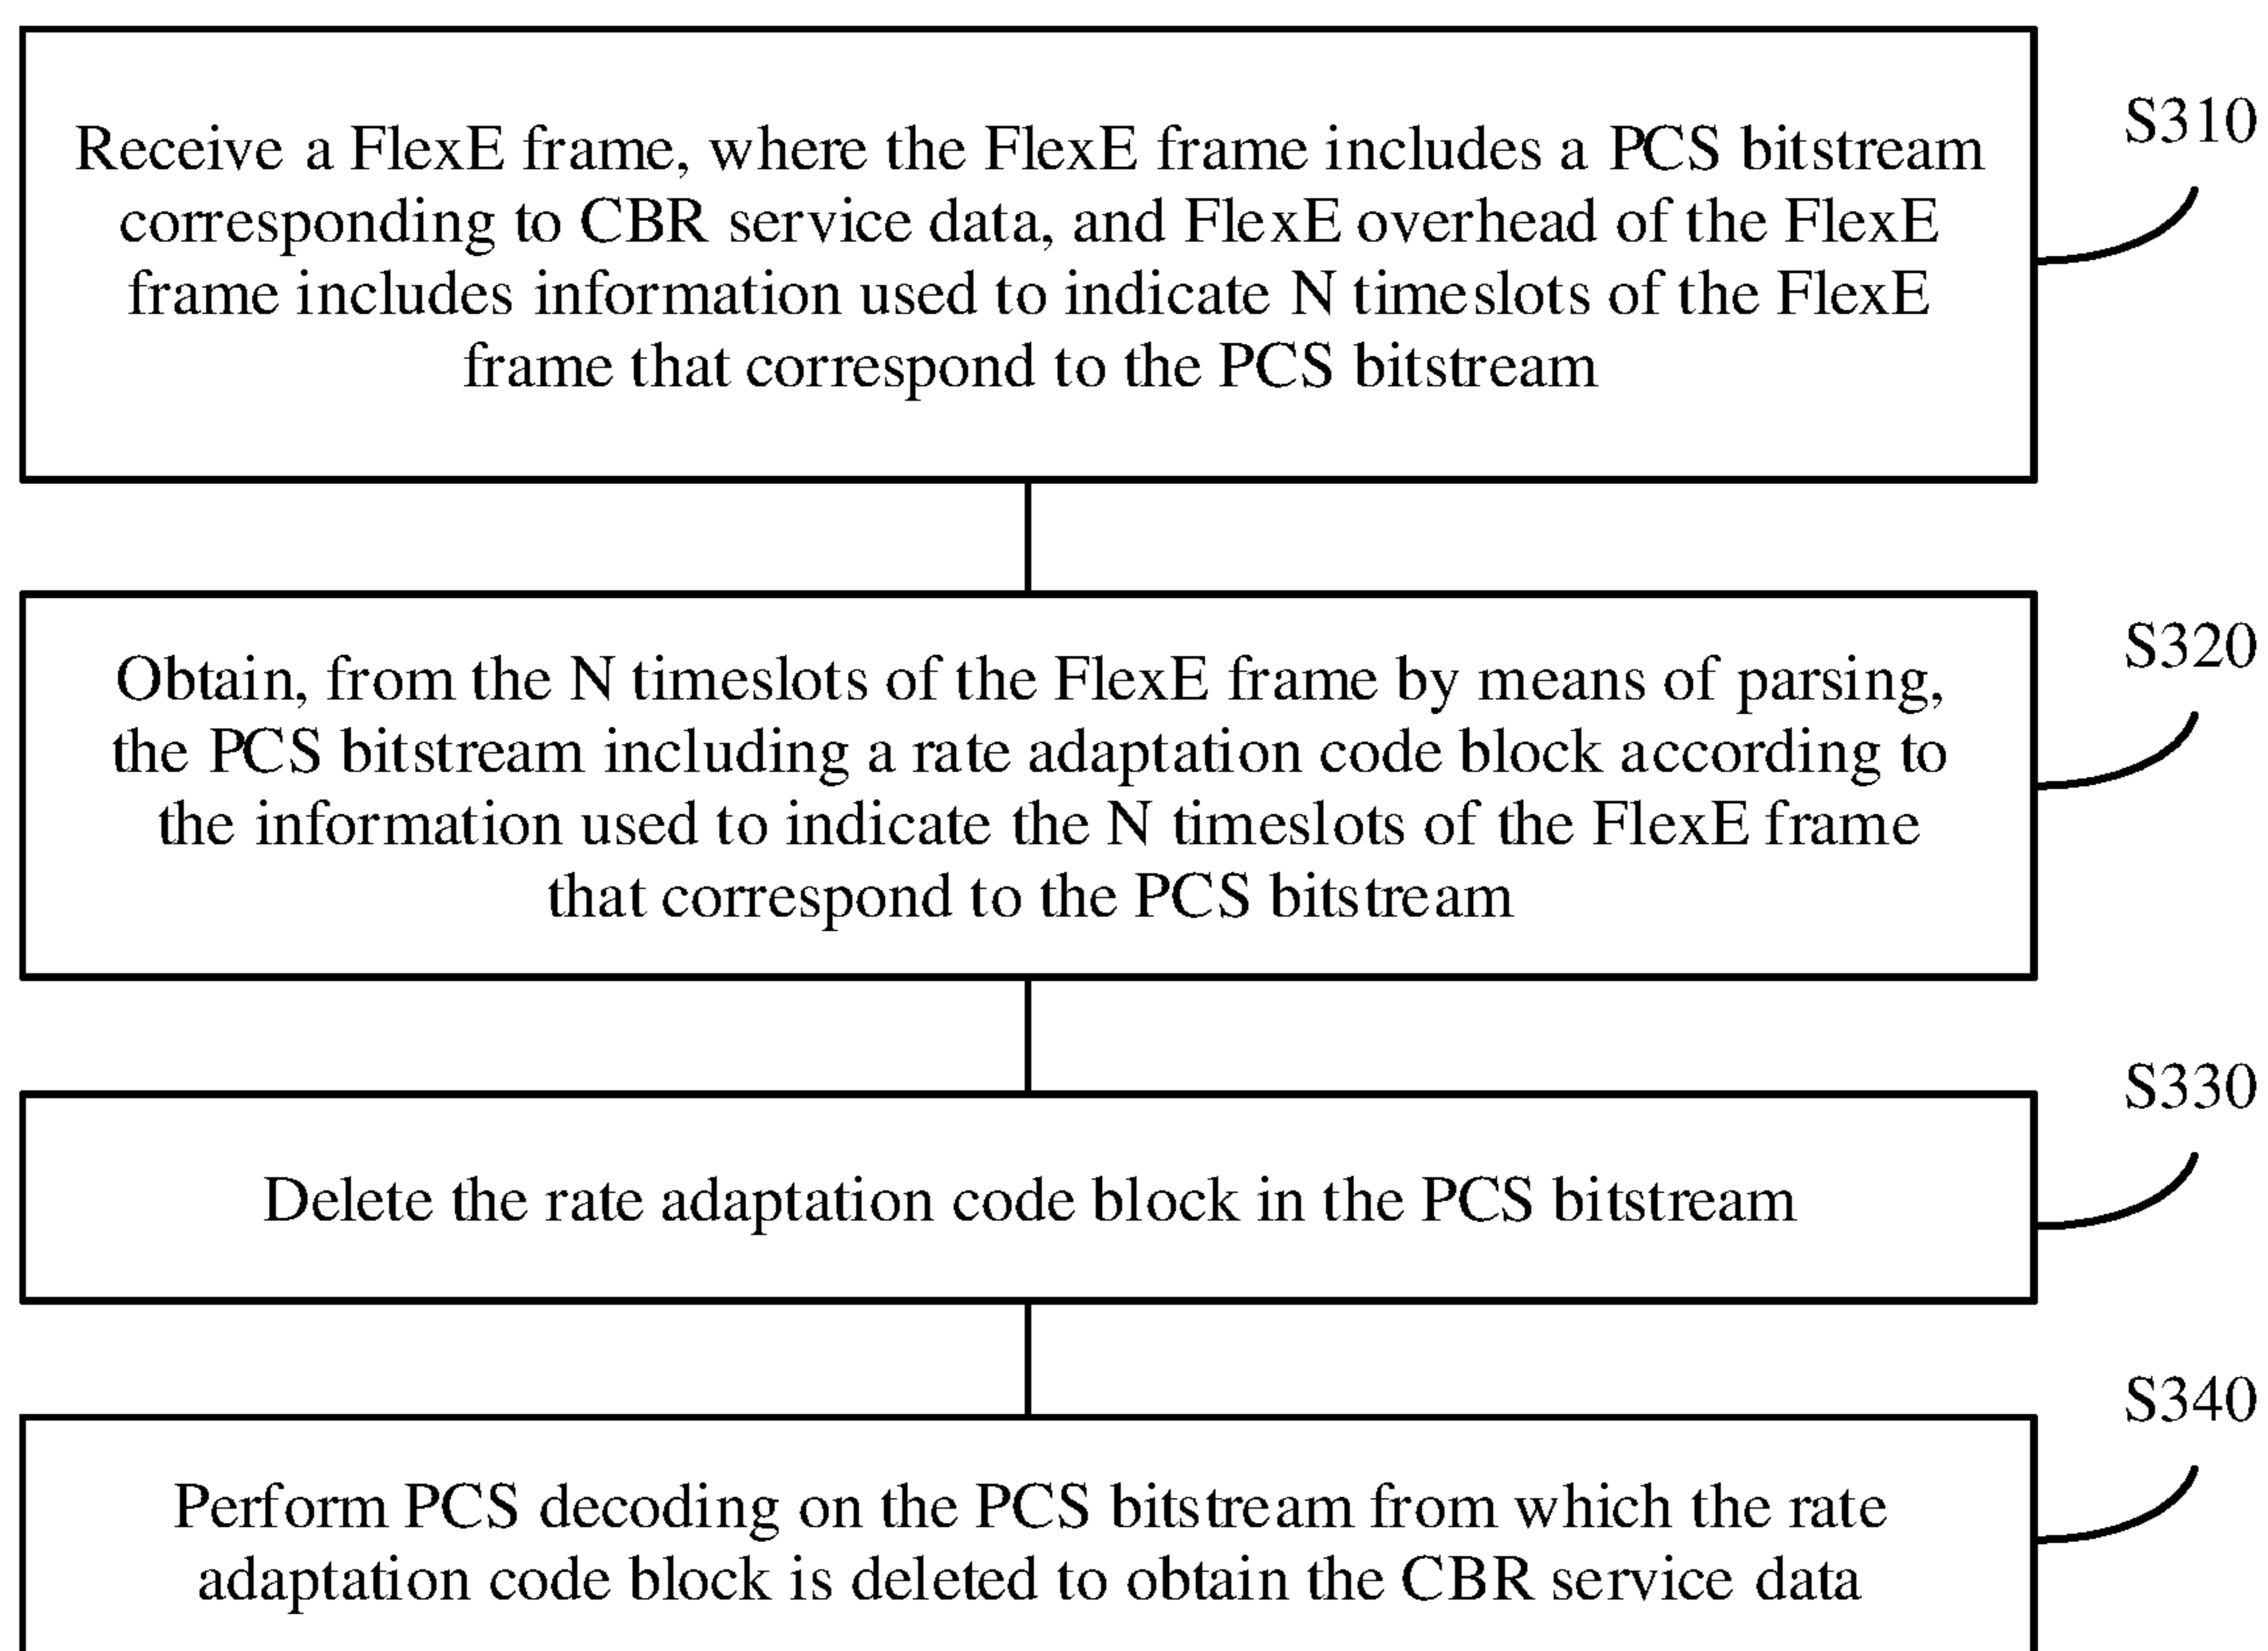 Receive a FlexE frame, where the FlexE frame includes a PCS bitstream
corresponding to CBR service data, and FlexE overhead of the FlexE
frame includes information used to indicate N timeslots of the FlexE
frame that correspond to the PCS bitstream
S310
Obtain, from the N timeslots of the FlexE frame by means of parsing,
the PCS bitstream including a rate adaptation code block according to
the information used to indicate the N timeslots of the FlexE frame
that correspond to the PCS bitstream
S320
Delete the rate adaptation code block in the PCS bitstream
S330
Perform PCS decoding on the PCS bitstream from which the rate
adaptation code block is deleted to obtain the CBR service data
S340